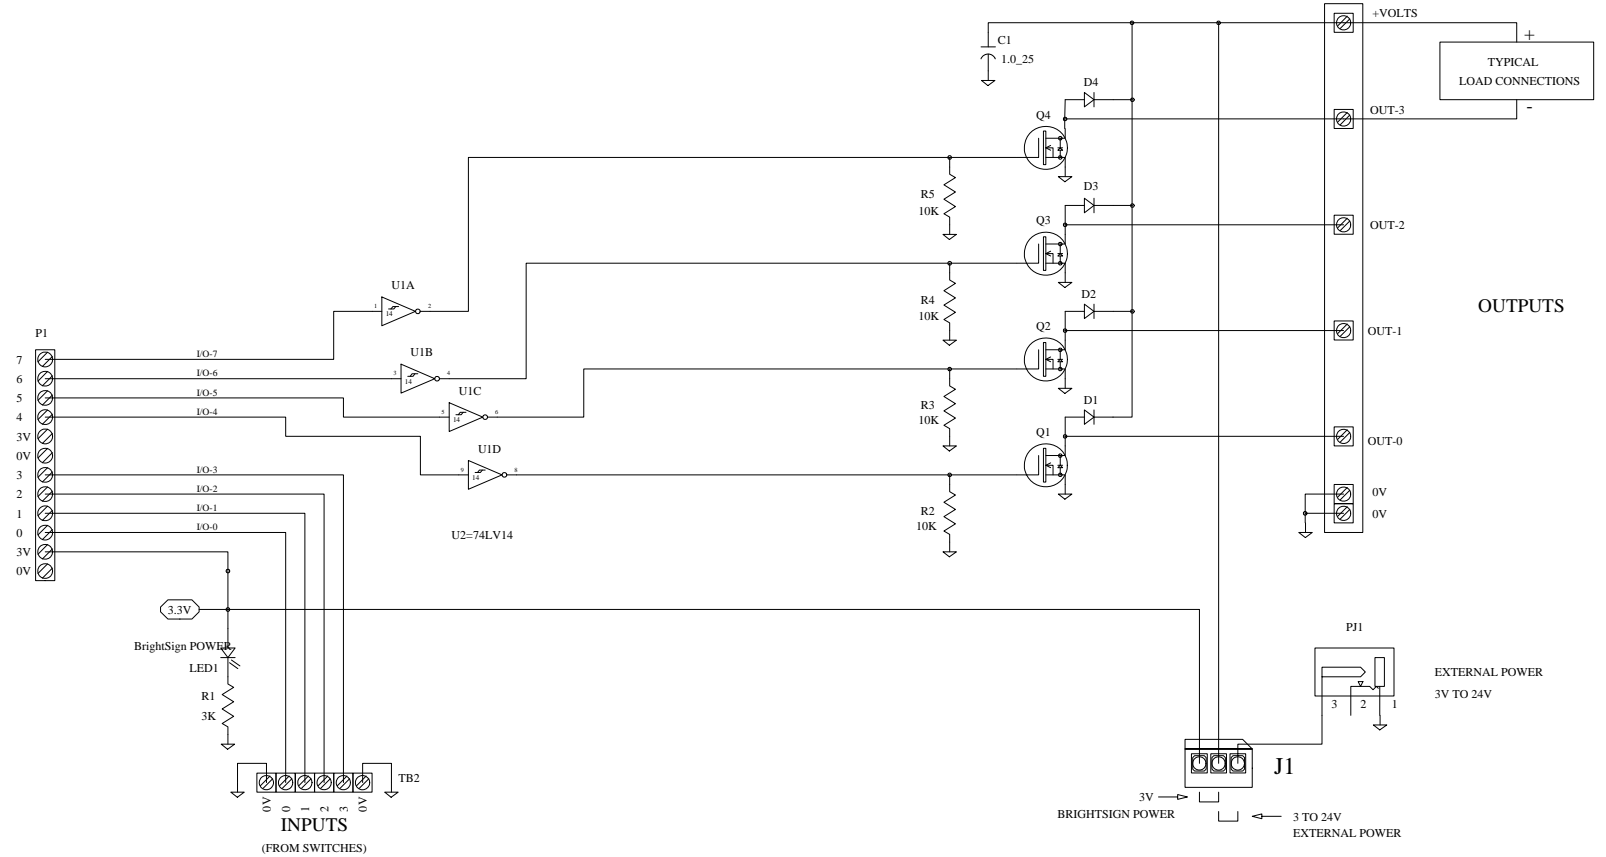 +VOLTS
C1
1.0_25
+
TYPICAL
LOAD CONNECTIONS
-
D4
OUT-3
Q4
R5
10K
D3
Q3
OUT-2
U1A
1
14
2
R4
10K
D2
OUTPUTS
Q2
OUT-1
P1
7
I/O-7
U1B
6
I/O-6
3
14
4
5
I/O-5
U1C
R3
10K
D1
4
I/O-4
5
14
6
3V
Q1
OUT-0
0V
U1D
3
I/O-3
9
14
8
2
I/O-2
0V
1
I/O-1
R2
10K
0V
0
I/O-0
U2=74LV14
3V
0V
3.3V
PJ1
BrightSign POWER
LED1
EXTERNAL POWER
3V TO 24V
R1
3K
3
2
1
TB2
J1
0V
0
1
2
3
0V
3V
BRIGHTSIGN POWER
INPUTS
3 TO 24V
EXTERNAL POWER
(FROM SWITCHES)